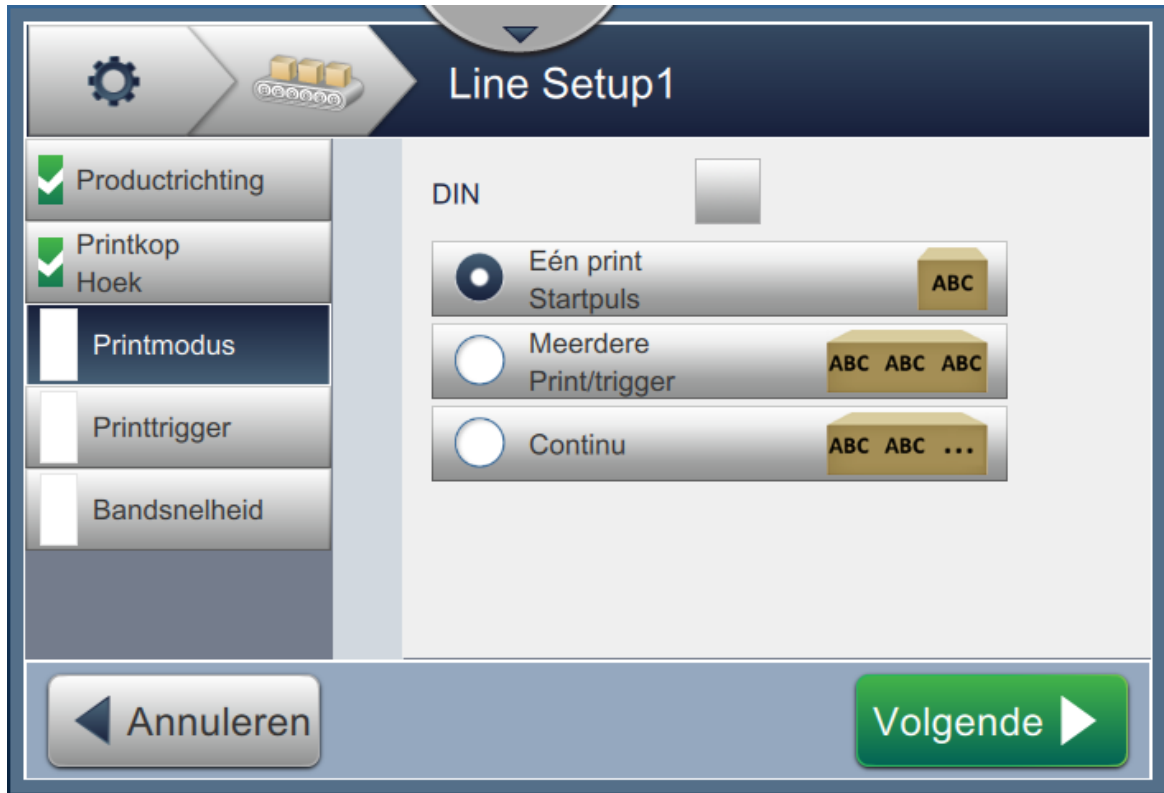 Line Setup1
Productrichting
Printkop
Hoek
Printmodus
Printtrigger
Bandsnelheid
DIN
Eén print
Startpuls
ABC
Meerdere
Print/trigger
ABC ABC ABC
Continu
ABC ABC ...
Annuleren
Volgende